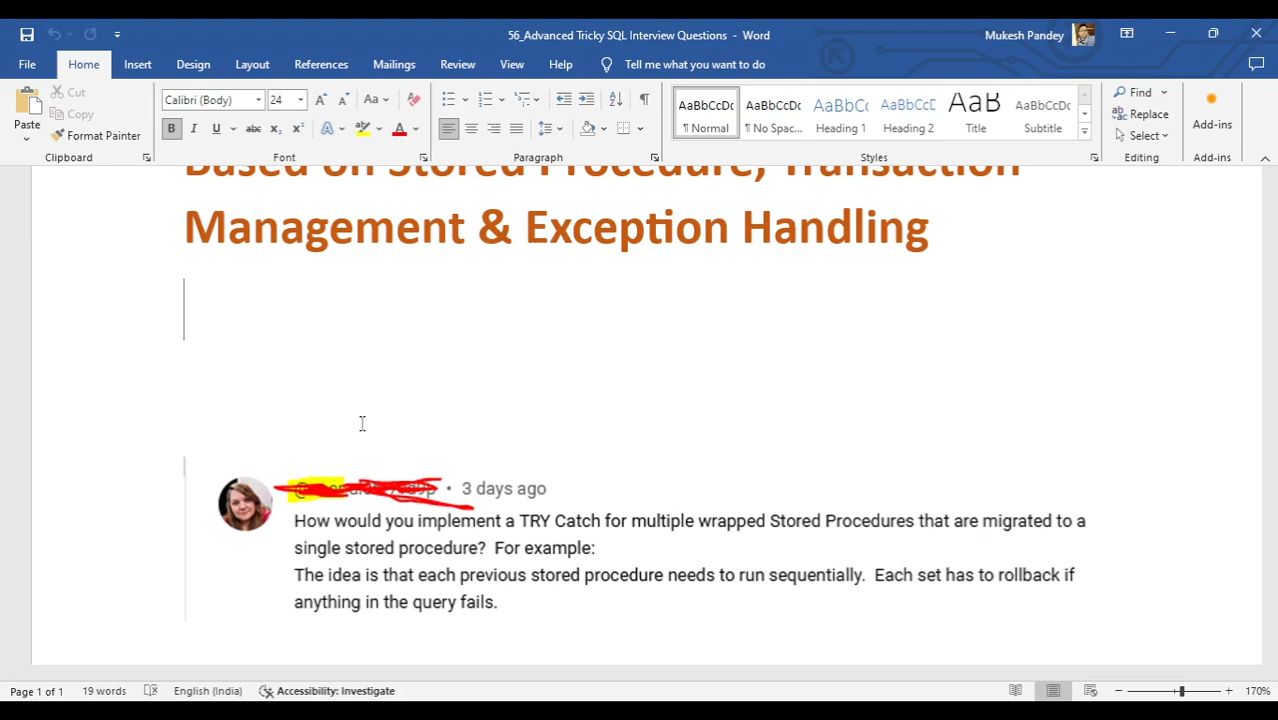 56_Advanced Tricky SQL Interview Questions - Word
Mukesh Pandey
File Home Insert Design Layout References Mailings Review View Help Tell me what you want to do
Paste
Cut
Copy
Format Painter
Clipboard
Calibri (Body) 24
Font
Paragraph
AaBbCcDc AaBbCcDc AaBbCc AaBbCcD AaB AaBbCcDc
¶ Normal ¶ No Spac... Heading 1 Heading 2 Title Subtitle
Styles
Find
Replace
Select
Editing
Add-ins
Add-ins
Based on Stored Procedure, Transaction
Management & Exception Handling
• 3 days ago
How would you implement a TRY Catch for multiple wrapped Stored Procedures that are migrated to a
single stored procedure? For example:
The idea is that each previous stored procedure needs to run sequentially. Each set has to rollback if
anything in the query fails.
Page 1 of 1 19 words English (India) Accessibility: Investigate 170%